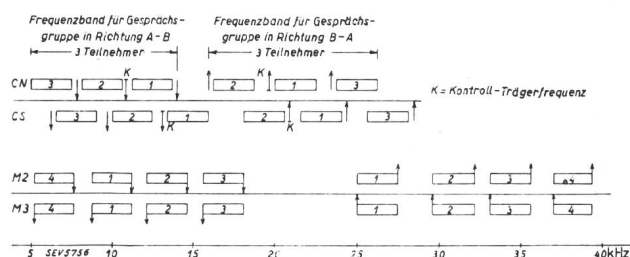 Frequenzband für Gesprächs-
gruppe in Richtung A-B
3 Teilnehmer
Frequenzband für Gesprächs-
gruppe in Richtung B-A
3 Teilnehmer
K K
CN 3 2 1 2 1 3
K = Kontroll-Trägerfrequenz
CS 3 2 1 2 1 3
K K
M2 4 1 2 3 1 2 3 4
M3 4 1 2 3 1 2 3 4
5 10 15 20 25 30 35 40 kHz
SEV5756